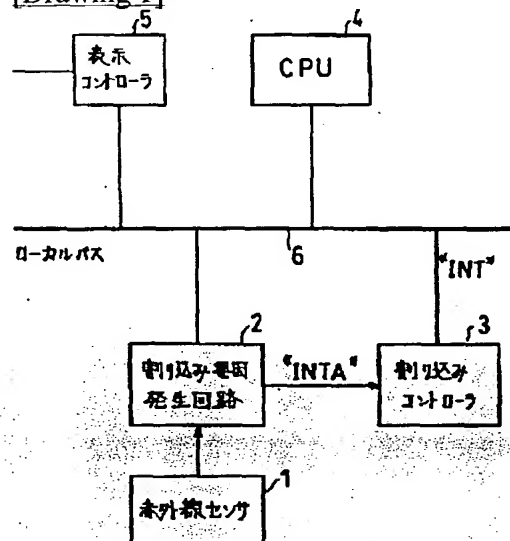 [Drawing 1]
5
表示
コントローラ
4
CPU
ローカルバス
6
"INT"
2
割り込み要因
発生回路
"INTA"
3
割り込み
コントローラ
1
赤外線センサ